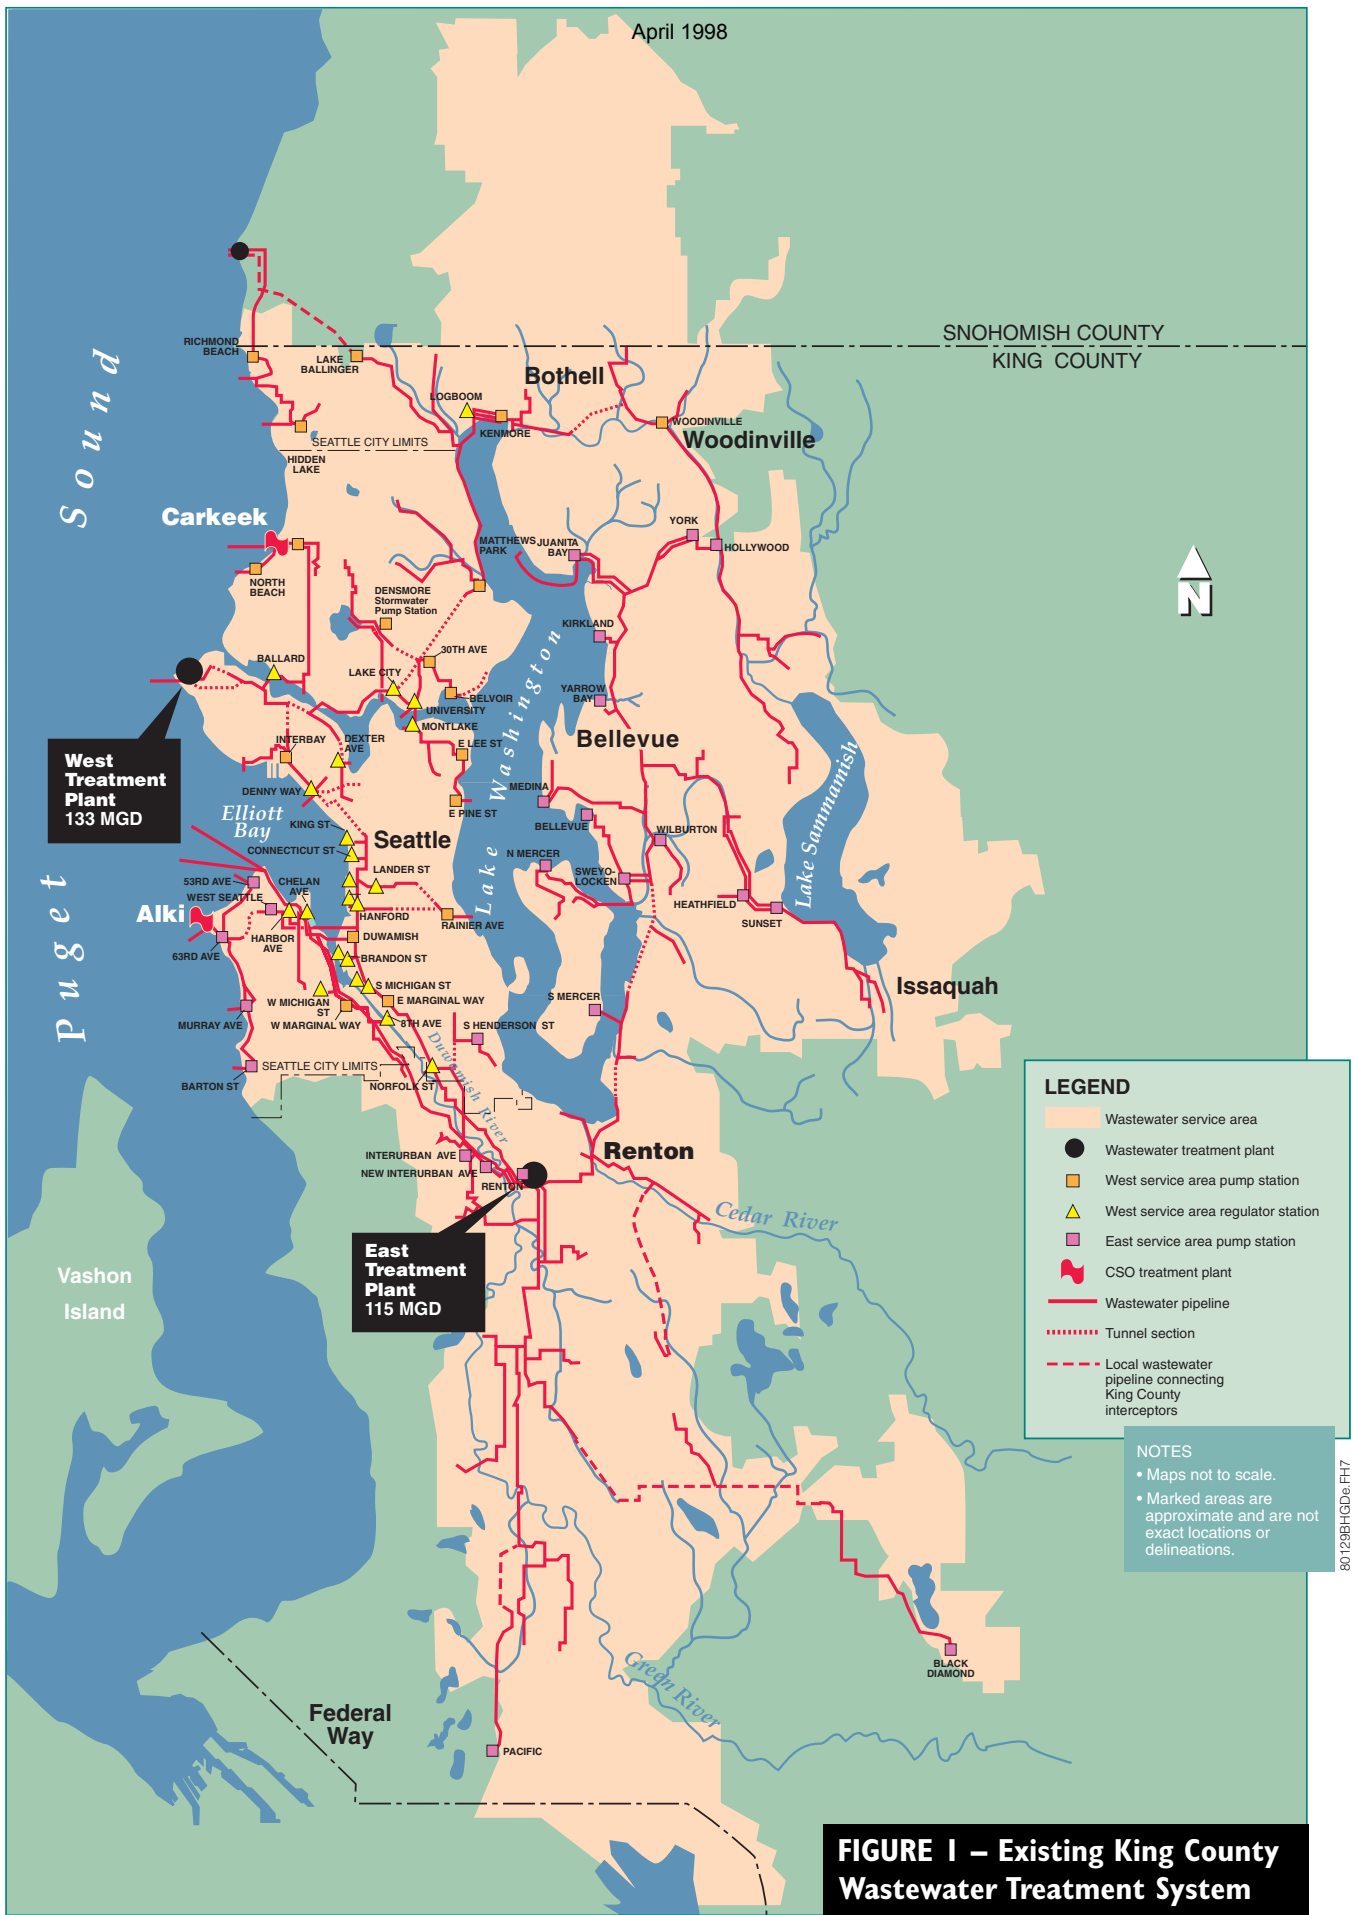 April 1998
SNOHOMISH COUNTY
KING COUNTY
Puget Sound
RICHMOND
BEACH
LAKE
BALLINGER
Bothell
LOGBOOM
KENMORE
WOODINVILLE
Woodinville
SEATTLE CITY LIMITS
HIDDEN
LAKE
Carkeek
NORTH
BEACH
MATTHEWS
PARK
JUANITA
BAY
YORK
HOLLYWOOD
DENSMORE
Stormwater
Pump Station
N
KIRKLAND
30TH AVE
BALLARD
LAKE CITY
BELVOIR
UNIVERSITY
MONTLAKE
YARROW
BAY
Lake Washington
Bellevue
West
Treatment
Plant
133 MGD
INTERBAY
DEXTER
AVE
E LEE ST
DENNY WAY
MEDINA
E PINE ST
BELLEVUE
Elliott
Bay
KING ST
Seattle
WILBURTON
CONNECTICUT ST
LANDER ST
N MERCER
SWEYO-
LOCKEN
Lake Sammamish
53RD AVE
CHELAN
AVE
WEST SEATTLE
HEATHFIELD
SUNSET
Alki
HANFORD
RAINIER AVE
HARBOR
AVE
DUWAMISH
63RD AVE
BRANDON ST
Issaquah
S MICHIGAN ST
W MICHIGAN
ST
E MARGINAL WAY
S MERCER
MURRAY AVE
W MARGINAL WAY
8TH AVE
S HENDERSON ST
Duwamish River
SEATTLE CITY LIMITS
BARTON ST
NORFOLK ST
Renton
INTERURBAN AVE
NEW INTERURBAN AVE
RENTON
Cedar River
East
Treatment
Plant
115 MGD
Vashon
Island
LEGEND
Wastewater service area
Wastewater treatment plant
West service area pump station
West service area regulator station
East service area pump station
CSO treatment plant
Wastewater pipeline
Tunnel section
Local wastewater
pipeline connecting
King County
interceptors
NOTES
• Maps not to scale.
• Marked areas are
approximate and are not
exact locations or
delineations.
80129BHGDe.FH7
Green River
BLACK
DIAMOND
Federal
Way
PACIFIC
FIGURE 1 – Existing King County
Wastewater Treatment System